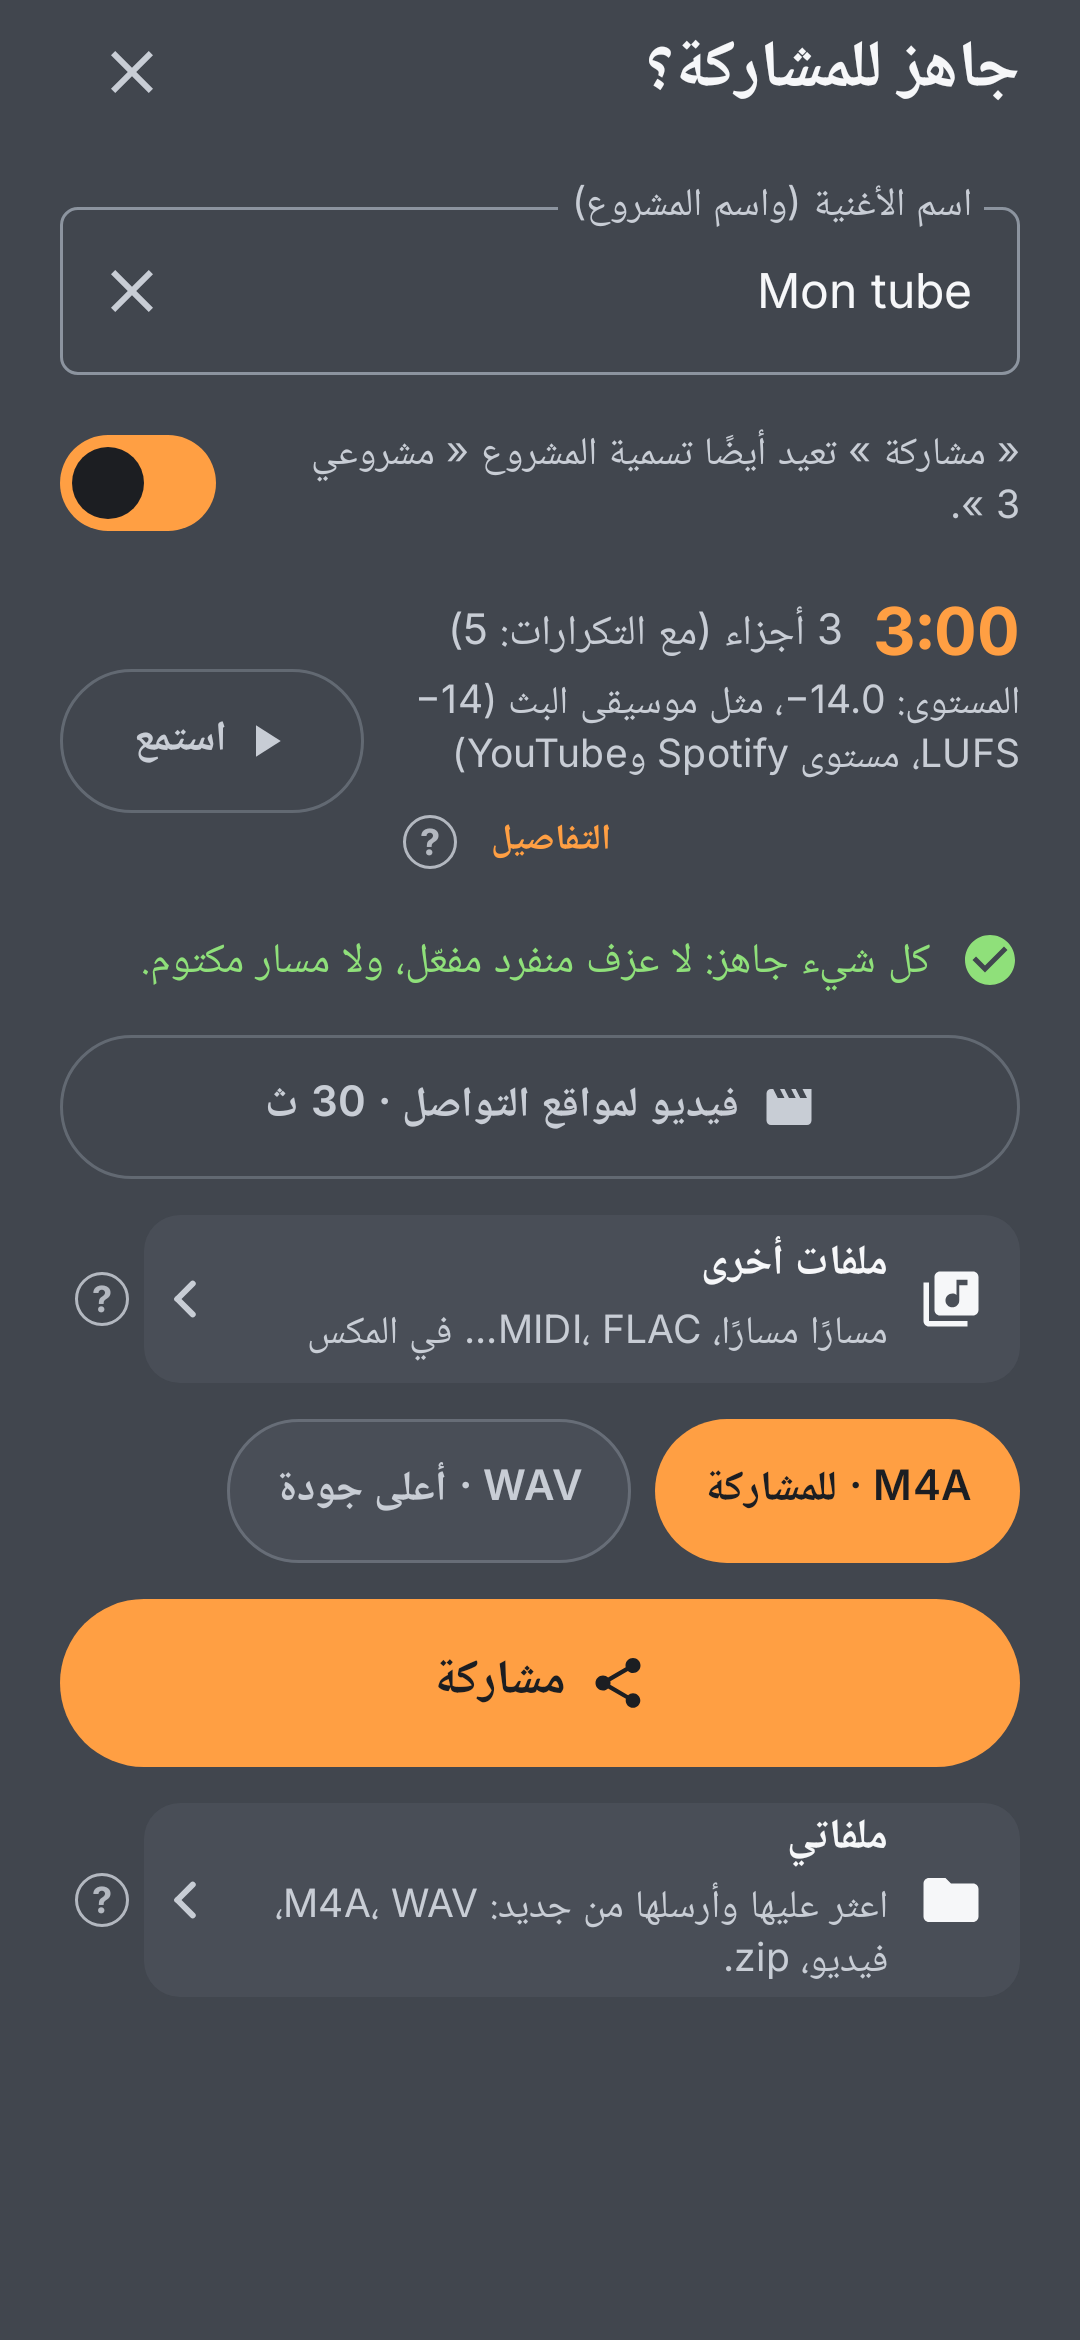 جاهز للمشاركة؟
اسم الأغنية (واسم المشروع)
Mon tube
« مشاركة » تعيد أيضًا تسمية المشروع « مشروعي
3 ».
3:00 3 أجزاء (مع التكرارات: 5)
المستوى: −14.0، مثل موسيقى البث (−14
LUFS، مستوى Spotify وYouTube)
استمع
التفاصيل ?
كل شيء جاهز: لا عزف منفرد مفعّل، ولا مسار مكتوم.
فيديو لمواقع التواصل · 30 ث
ملفات أخرى
مسارًا مسارًا، MIDI، FLAC... في المكس
?
M4A · للمشاركة
WAV · أعلى جودة
مشاركة
ملفاتي
اعثر عليها وأرسلها من جديد: M4A، WAV،
فيديو، zip.
?